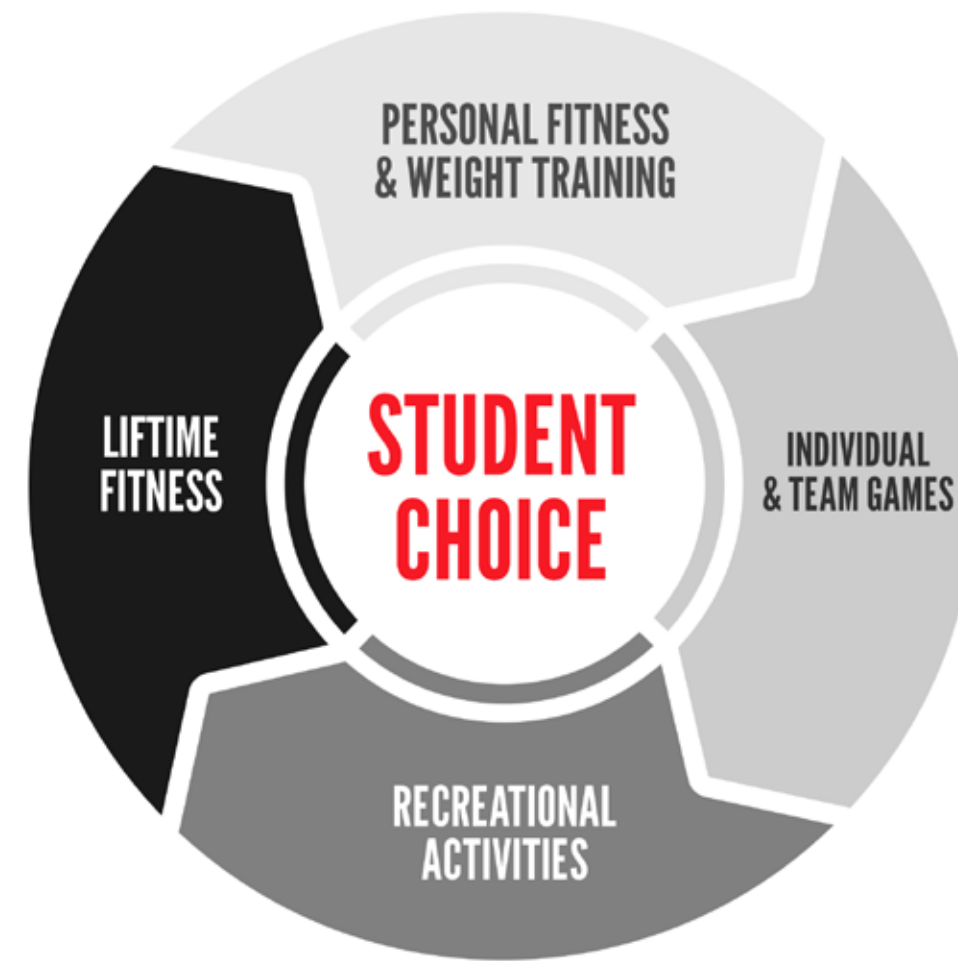 PERSONAL FITNESS
& WEIGHT TRAINING
LIFTIME
FITNESS
STUDENT
CHOICE
INDIVIDUAL
& TEAM GAMES
RECREATIONAL
ACTIVITIES